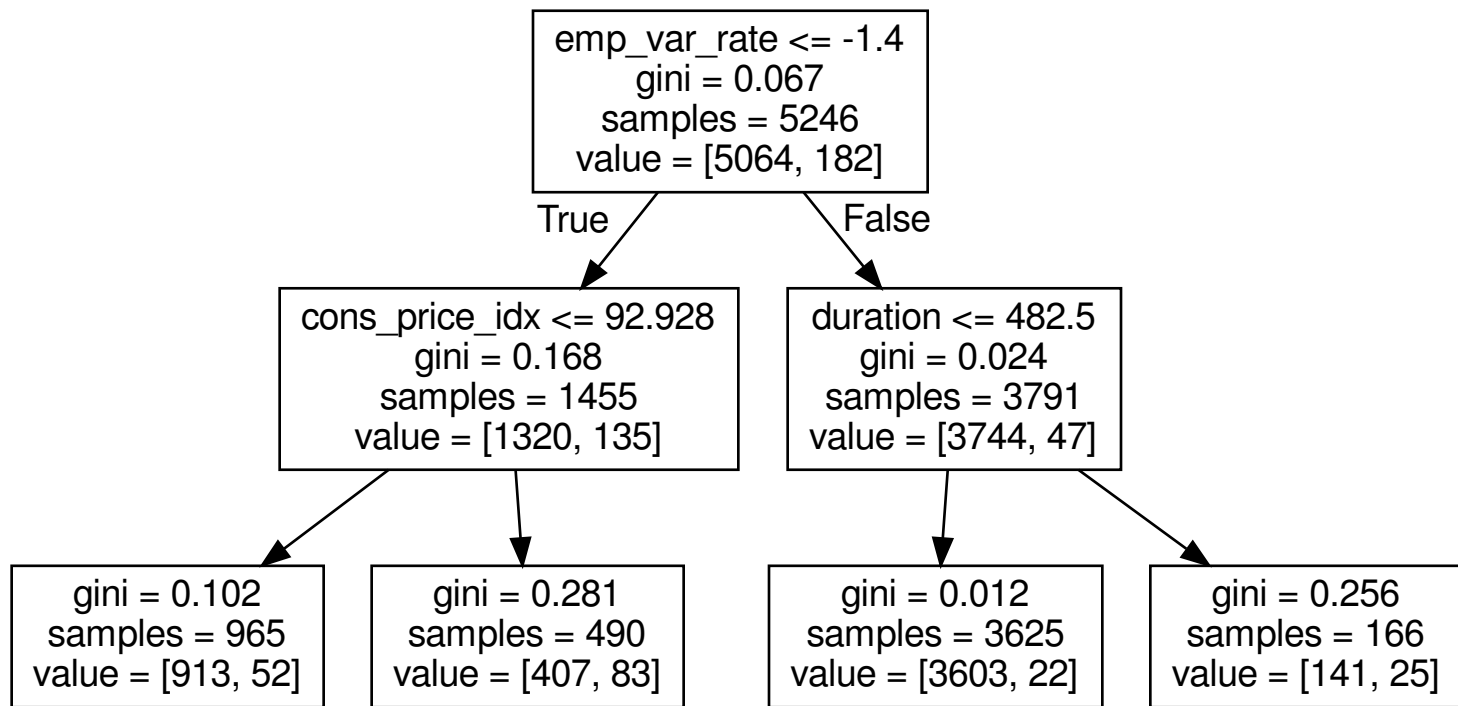 emp_var_rate <= -1.4
gini = 0.067
samples = 5246
value = [5064, 182]
True
False
cons_price_idx <= 92.928
gini = 0.168
samples = 1455
value = [1320, 135]
duration <= 482.5
gini = 0.024
samples = 3791
value = [3744, 47]
gini = 0.102
samples = 965
value = [913, 52]
gini = 0.281
samples = 490
value = [407, 83]
gini = 0.012
samples = 3625
value = [3603, 22]
gini = 0.256
samples = 166
value = [141, 25]